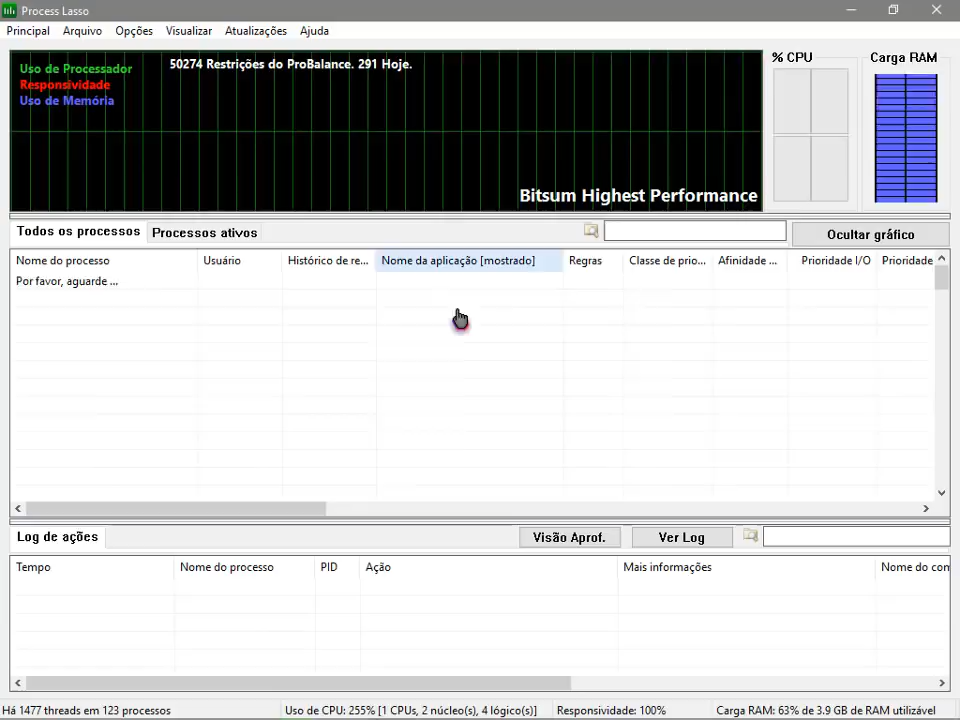 Process Lasso
Principal Arquivo Opções Visualizar Atualizações Ajuda
Uso de Processador
Responsividade
Uso de Memória
50274 Restrições do ProBalance. 291 Hoje.
Bitsum Highest Performance
% CPU
Carga RAM
Todos os processos Processos ativos
Ocultar gráfico
Nome do processo Usuário Histórico de re... Nome da aplicação [mostrado] Regras Classe de prio... Afinidade ... Prioridade I/O Prioridade
Por favor, aguarde ...
Log de ações Visão Aprof. Ver Log
Tempo Nome do processo PID Ação Mais informações Nome do con
Há 1477 threads em 123 processos Uso de CPU: 255% [1 CPUs, 2 núcleo(s), 4 lógico(s)] Responsividade: 100% Carga RAM: 63% de 3.9 GB de RAM utilizável